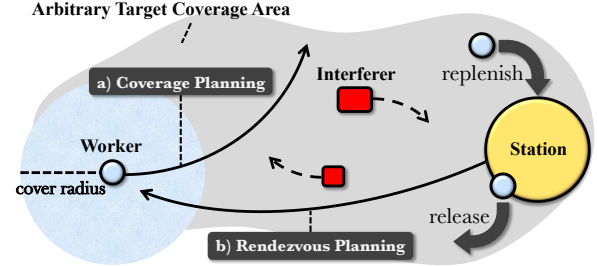 Arbitrary Target Coverage Area
replenish
a) Coverage Planning
Interferer
Worker
Station
cover radius
release
b) Rendezvous Planning